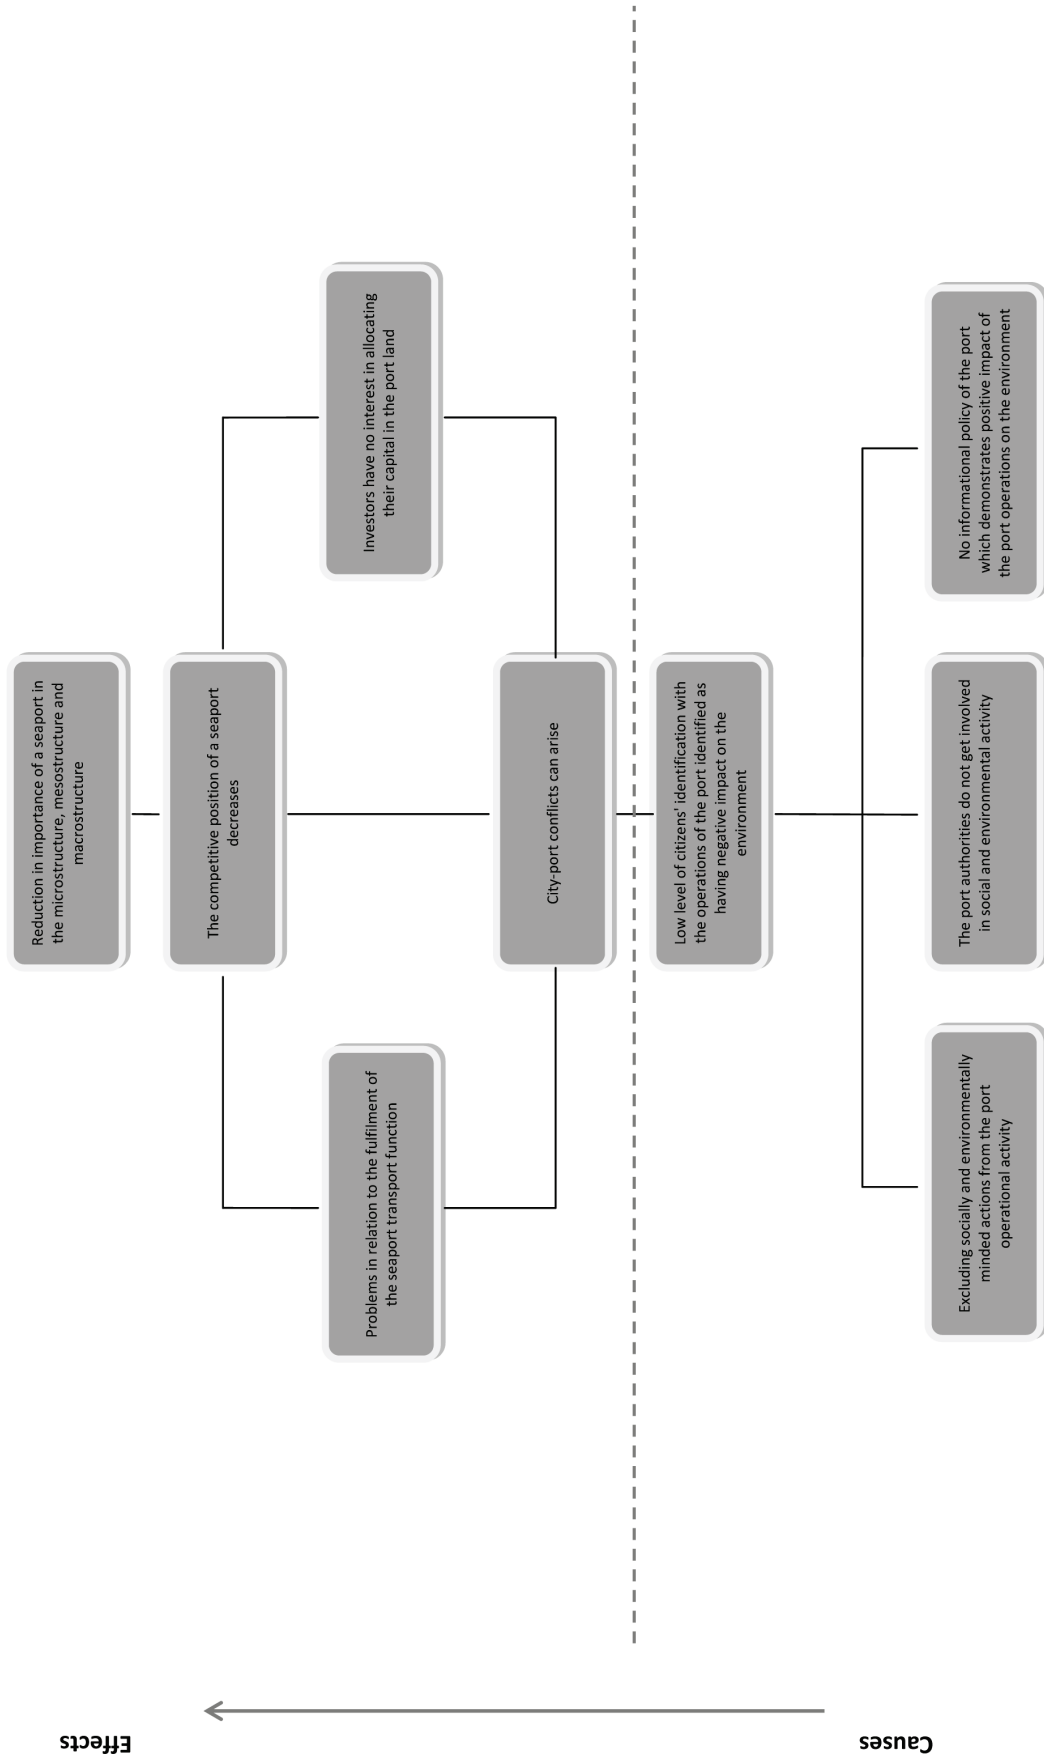 Reduction in importance of a seaport in
the microstructure, mesostructure and
macrostructure
The competitive position of a seaport
decreases
Problems in relation to the fulfilment of
the seaport transport function
Investors have no interest in allocating
their capital in the port land
City-port conflicts can arise
Low level of citizens' identification with
the operations of the port identified as
having negative impact on the
environment
Excluding socially and environmentally
minded actions from the port
operational activity
The port authorities do not get involved
in social and environmental activity
No informational policy of the port
which demonstrates positive impact of
the port operations on the environment
Effects
Causes